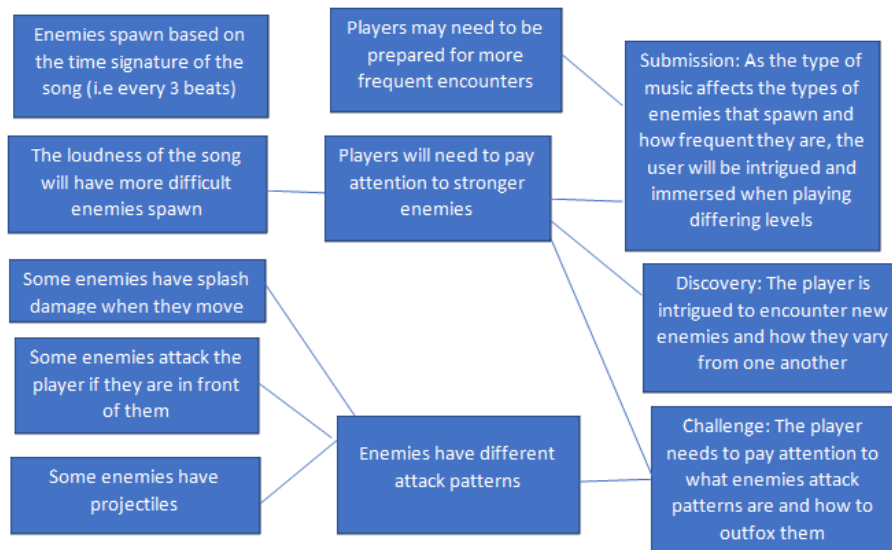 Enemies spawn based on
the time signature of the
song (i.e every 3 beats)
Players may need to be
prepared for more
frequent encounters
Submission: As the type of
music affects the types of
enemies that spawn and
how frequent they are, the
user will be intrigued and
immersed when playing
differing levels
The loudness of the song
will have more difficult
enemies spawn
Players will need to pay
attention to stronger
enemies
Some enemies have splash
damage when they move
Discovery: The player is
intrigued to encounter new
enemies and how they vary
from one another
Some enemies attack the
player if they are in front
of them
Enemies have different
attack patterns
Challenge: The player
needs to pay attention to
what enemies attack
patterns are and how to
outfox them
Some enemies have
projectiles